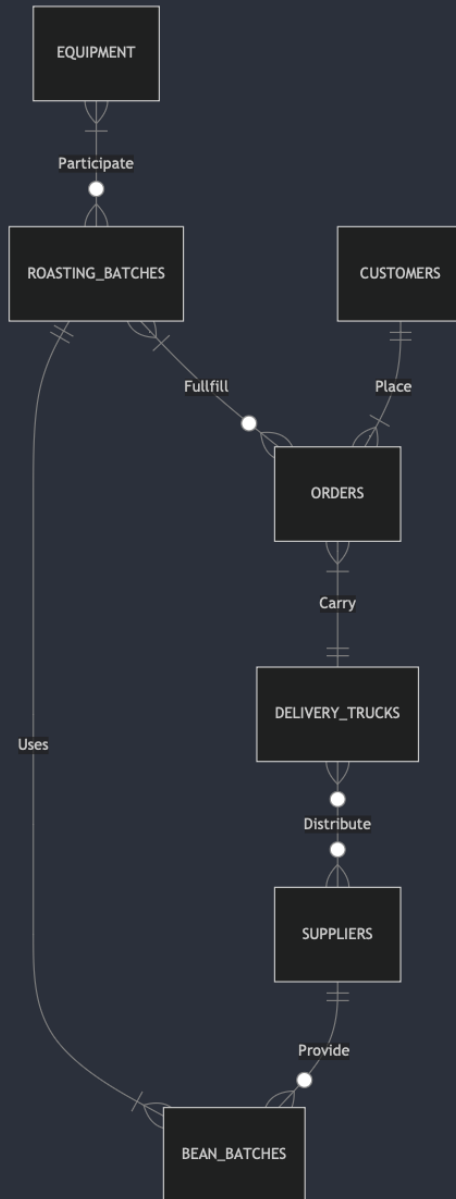 EQUIPMENT
Participate
ROASTING_BATCHES
CUSTOMERS
Fullfill
Place
ORDERS
Carry
DELIVERY_TRUCKS
Uses
Distribute
SUPPLIERS
Provide
BEAN_BATCHES